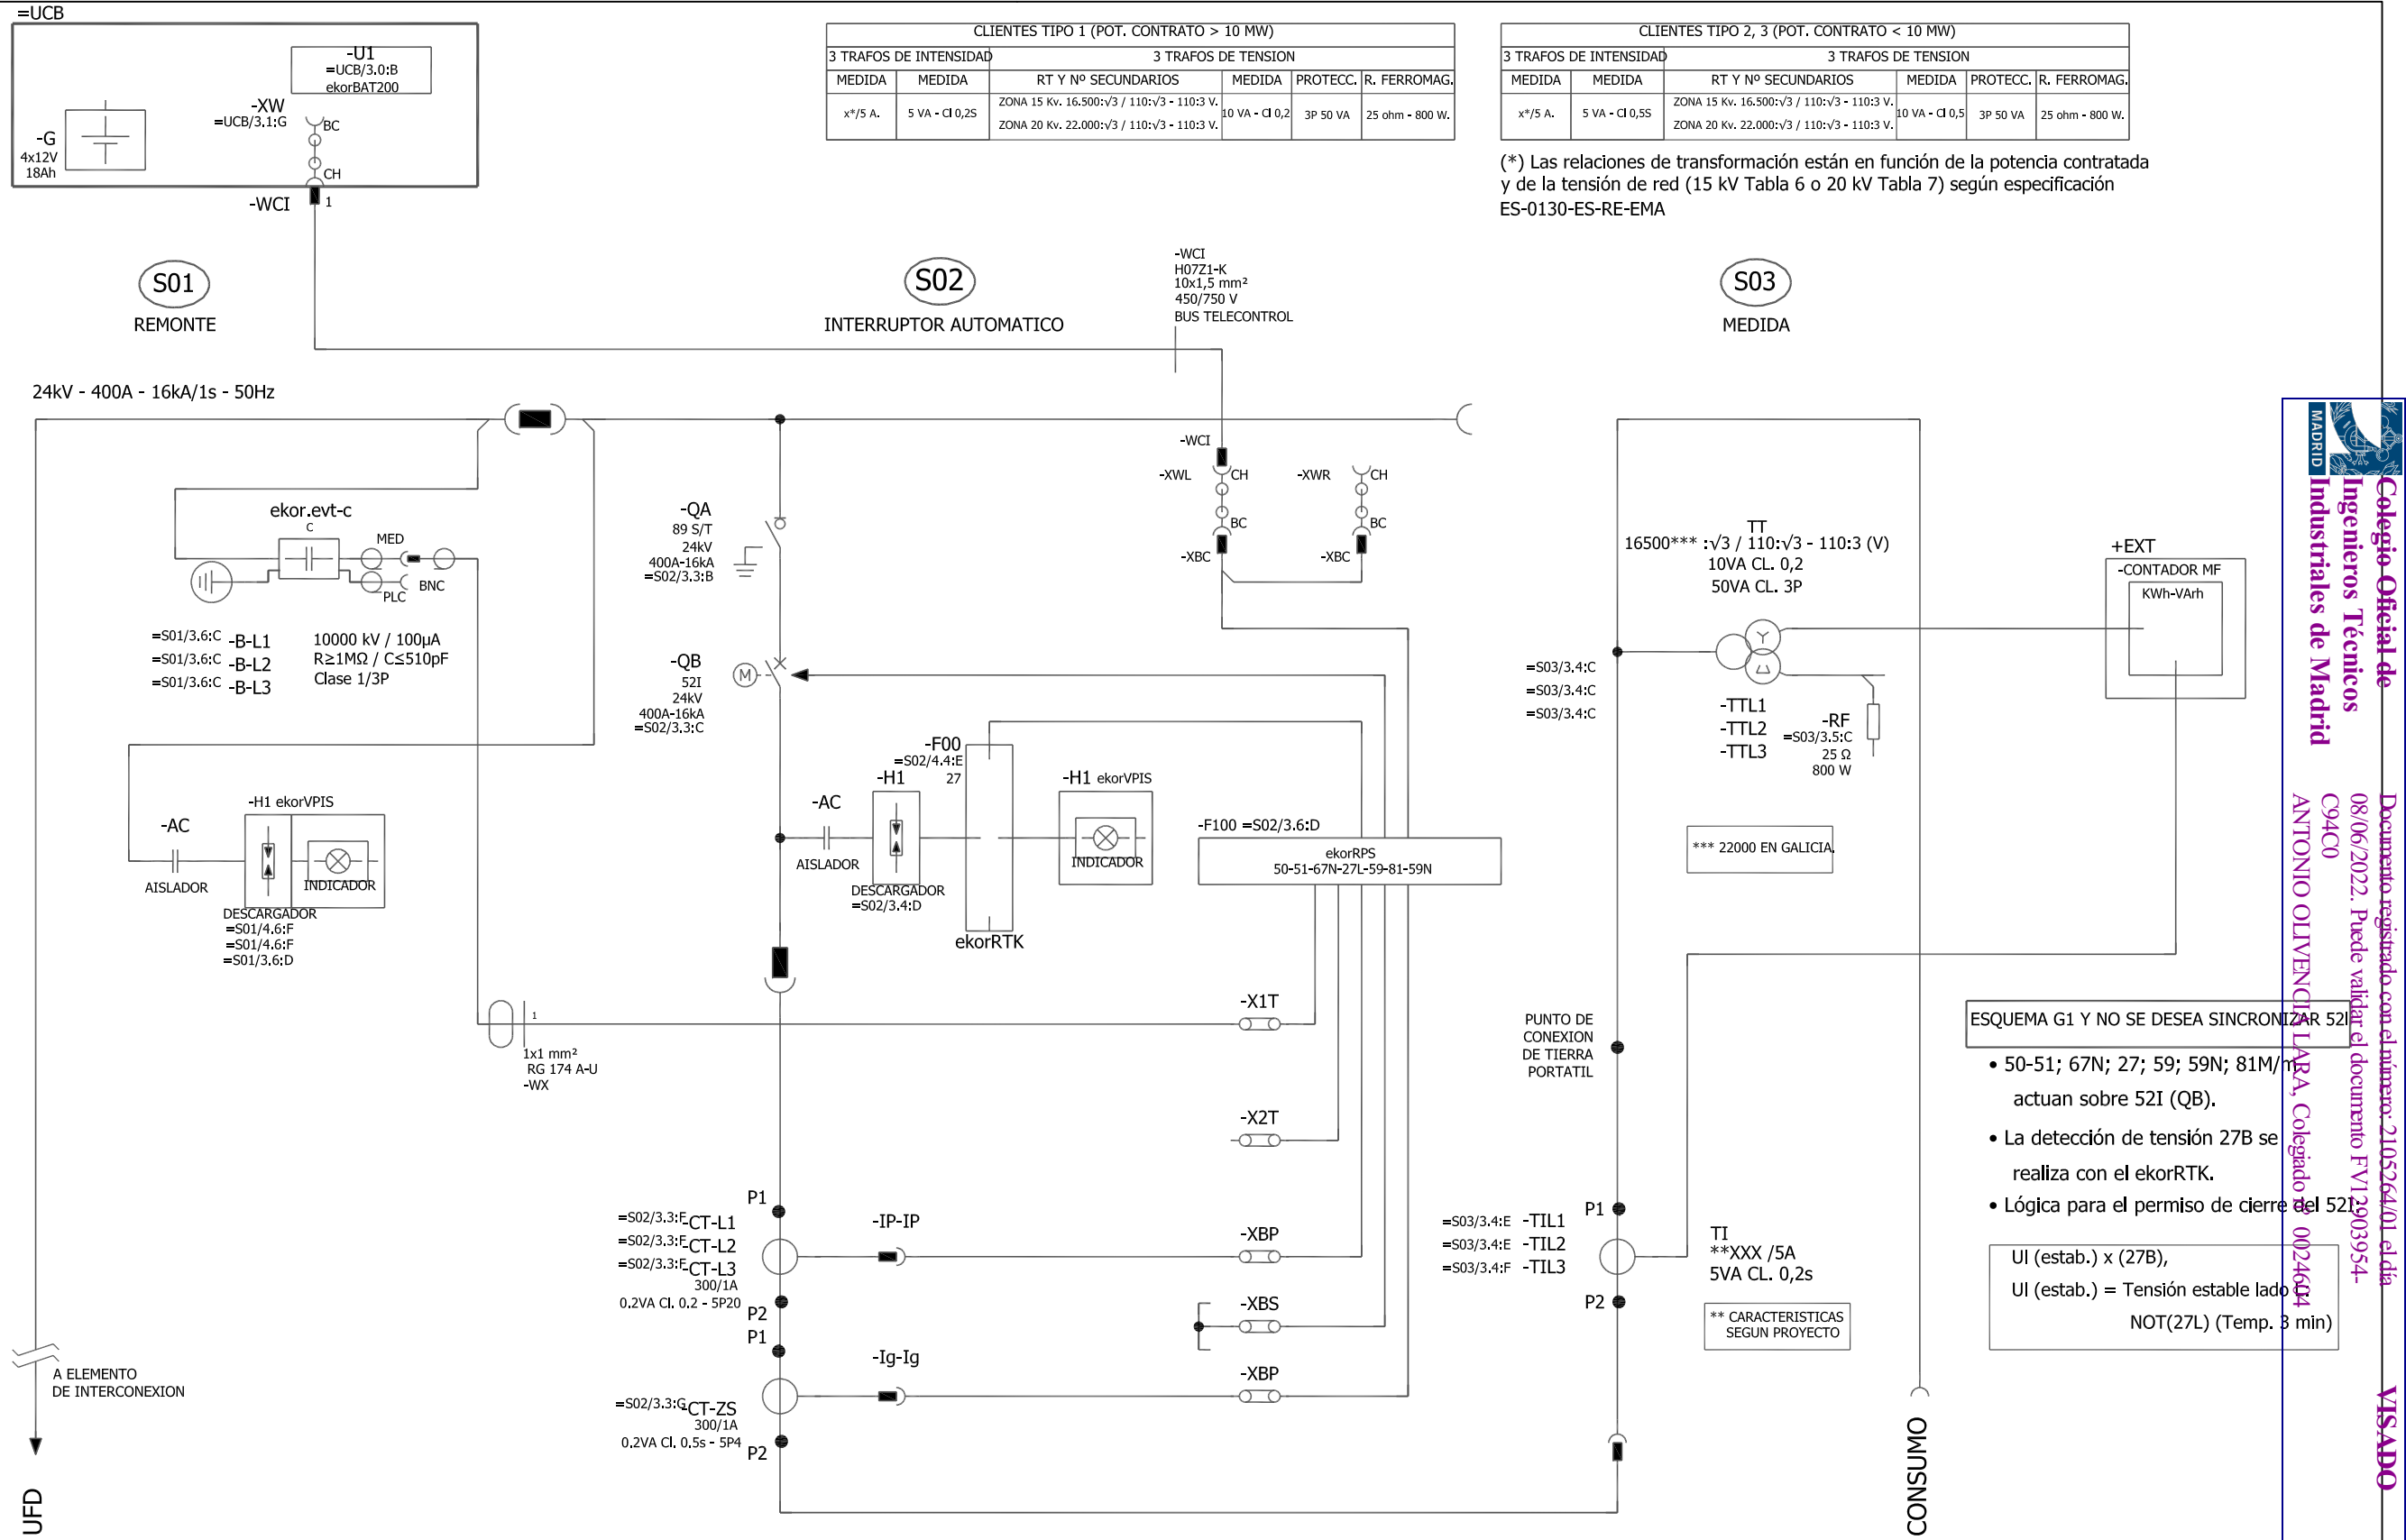 =UCB
-U1
=UCB/3.0:B
ekorBAT200
-XW
=UCB/3.1:G
BC
-G
4x12V
18Ah
CH
-WCI
1
CLIENTES TIPO 1 (POT. CONTRATO > 10 MW)
3 TRAFOS DE INTENSIDAD
3 TRAFOS DE TENSION
MEDIDA
MEDIDA
RT Y Nº SECUNDARIOS
MEDIDA
PROTECC.
R. FERROMAG.
x*/5 A.
5 VA - Cl 0,2S
ZONA 15 Kv. 16.500:√3 / 110:√3 - 110:3 V.
ZONA 20 Kv. 22.000:√3 / 110:√3 - 110:3 V.
10 VA - Cl 0,2
3P 50 VA
25 ohm - 800 W.
CLIENTES TIPO 2, 3 (POT. CONTRATO < 10 MW)
3 TRAFOS DE INTENSIDAD
3 TRAFOS DE TENSION
MEDIDA
MEDIDA
RT Y Nº SECUNDARIOS
MEDIDA
PROTECC.
R. FERROMAG.
x*/5 A.
5 VA - Cl 0,5S
ZONA 15 Kv. 16.500:√3 / 110:√3 - 110:3 V.
ZONA 20 Kv. 22.000:√3 / 110:√3 - 110:3 V.
10 VA - Cl 0,5
3P 50 VA
25 ohm - 800 W.
(*) Las relaciones de transformación están en función de la potencia contratada
y de la tensión de red (15 kV Tabla 6 o 20 kV Tabla 7) según especificación
ES-0130-ES-RE-EMA
S01
REMONTE
S02
INTERRUPTOR AUTOMATICO
-WCI
H07Z1-K
10x1,5 mm²
450/750 V
BUS TELECONTROL
S03
MEDIDA
24kV - 400A - 16kA/1s - 50Hz
ekor.evt-c
C
MED
PLC
BNC
=S01/3.6:C -B-L1
=S01/3.6:C -B-L2
=S01/3.6:C -B-L3
10000 kV / 100µA
R≥1MΩ / C≤510pF
Clase 1/3P
-AC
AISLADOR
-H1 ekorVPIS
INDICADOR
DESCARGADOR
=S01/4.6:F
=S01/4.6:F
=S01/3.6:D
1
1x1 mm²
RG 174 A-U
-WX
A ELEMENTO
DE INTERCONEXION
UFD
-QA
89 S/T
24kV
400A-16kA
=S02/3.3:B
-QB
52I
24kV
400A-16kA
=S02/3.3:C
M
-AC
AISLADOR
-H1
DESCARGADOR
=S02/3.4:D
-F00
=S02/4.4:E
27
ekorRTK
-H1 ekorVPIS
INDICADOR
-WCI
-XWL
CH
BC
-XBC
-XWR
CH
BC
-XBC
-F100 =S02/3.6:D
ekorRPS
50-51-67N-27L-59-81-59N
-X1T
-X2T
P1
=S02/3.3:F -CT-L1
=S02/3.3:F -CT-L2
=S02/3.3:F -CT-L3
300/1A
0.2VA Cl. 0.2 - 5P20
P2
-IP-IP
-XBP
-XBS
P1
=S02/3.3:G -CT-ZS
300/1A
0.2VA Cl. 0.5s - 5P4
P2
-Ig-Ig
-XBP
TT
16500*** :√3 / 110:√3 - 110:3 (V)
10VA CL. 0,2
50VA CL. 3P
=S03/3.4:C
=S03/3.4:C
=S03/3.4:C
-TTL1
-TTL2
-TTL3
-RF
=S03/3.5:C
25 Ω
800 W
*** 22000 EN GALICIA.
+EXT
-CONTADOR MF
KWh-VArh
PUNTO DE
CONEXION
DE TIERRA
PORTATIL
P1
=S03/3.4:E -TIL1
=S03/3.4:E -TIL2
=S03/3.4:F -TIL3
P2
TI
**XXX /5A
5VA CL. 0,2s
** CARACTERISTICAS
SEGUN PROYECTO
CONSUMO
ESQUEMA G1 Y NO SE DESEA SINCRONIZAR 52I
• 50-51; 67N; 27; 59; 59N; 81M/m
actuan sobre 52I (QB).
• La detección de tensión 27B se
realiza con el ekorRTK.
• Lógica para el permiso de cierre del 52I:
Ul (estab.) x (27B),
Ul (estab.) = Tensión estable lado
NOT(27L) (Temp. 3 min)
MADRID
Colegio Oficial de
Ingenieros Técnicos
Industriales de Madrid
Documento registrado con el número: 2105264/01 el día
08/06/2022. Puede validar el documento FV12903954-
C94C0
ANTONIO OLIVENCIA LARA, Colegiado nº 0024604
VISADO